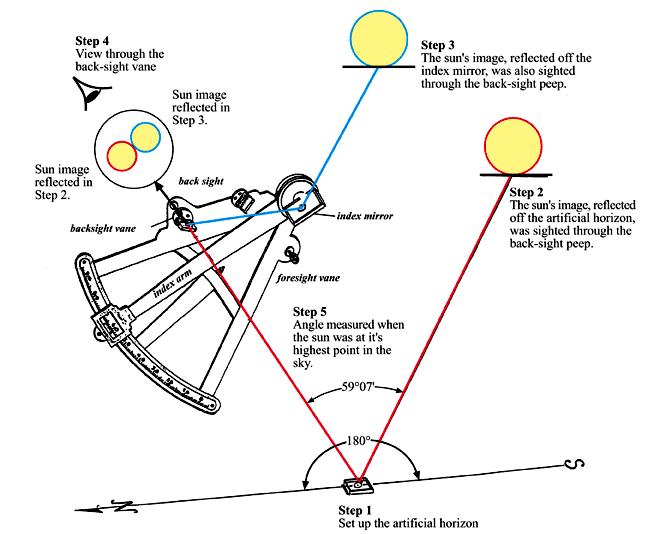 Step 4
View through the
back-sight vane
Step 3
The sun's image, reflected off the
index mirror, was also sighted
through the back-sight peep.
Sun image
reflected in
Step 3.
Sun image
reflected in
Step 2.
back sight
Step 2
The sun's image, reflected
off the artificial horizon,
was sighted through the
back-sight peep.
index mirror
backsight vane
index arm
foresight vane
Step 5
Angle measured when
the sun was at it's
highest point in the
sky.
59°07'
180°
S
N
Step 1
Set up the artificial horizon